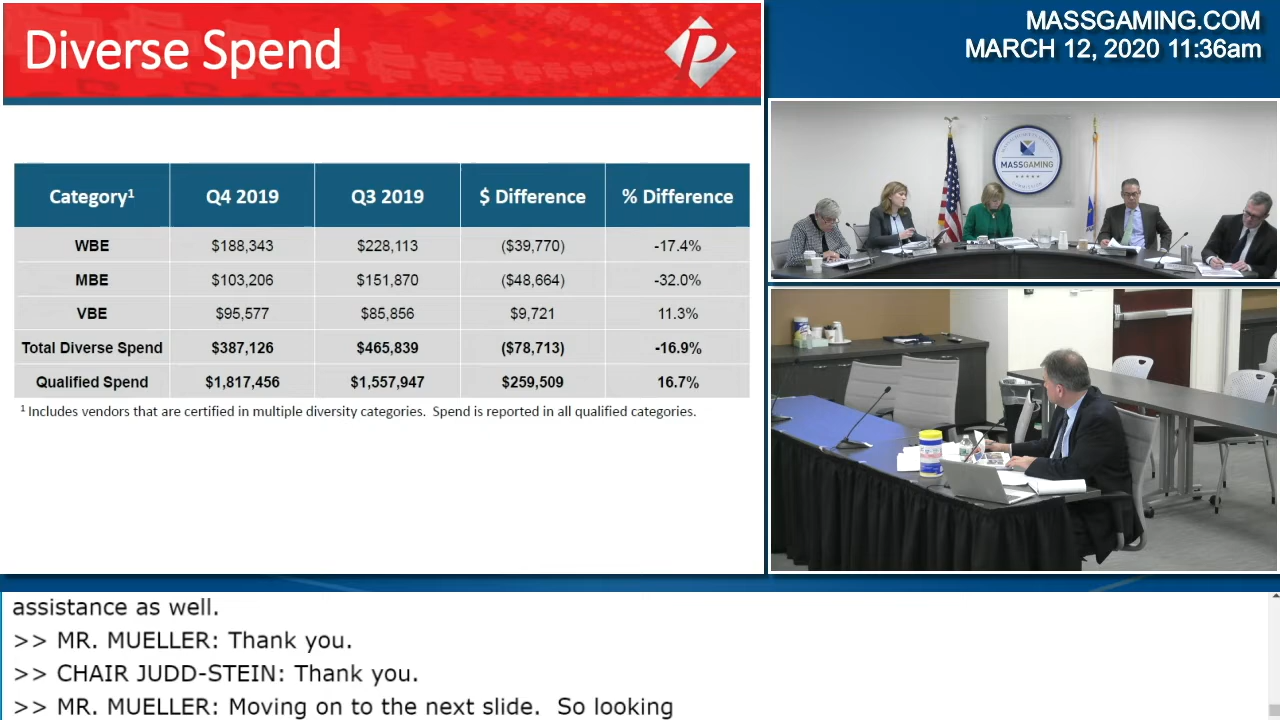 Diverse Spend
MASSGAMING.COM
MARCH 12, 2020 11:36am
MASSGAMING
Category¹ Q4 2019 Q3 2019 $ Difference % Difference
WBE $188,343 $228,113 ($39,770) -17.4%
MBE $103,206 $151,870 ($48,664) -32.0%
VBE $95,577 $85,856 $9,721 11.3%
Total Diverse Spend $387,126 $465,839 ($78,713) -16.9%
Qualified Spend $1,817,456 $1,557,947 $259,509 16.7%
¹ Includes vendors that are certified in multiple diversity categories. Spend is reported in all qualified categories.
assistance as well.
>> MR. MUELLER: Thank you.
>> CHAIR JUDD-STEIN: Thank you.
>> MR. MUELLER: Moving on to the next slide. So looking